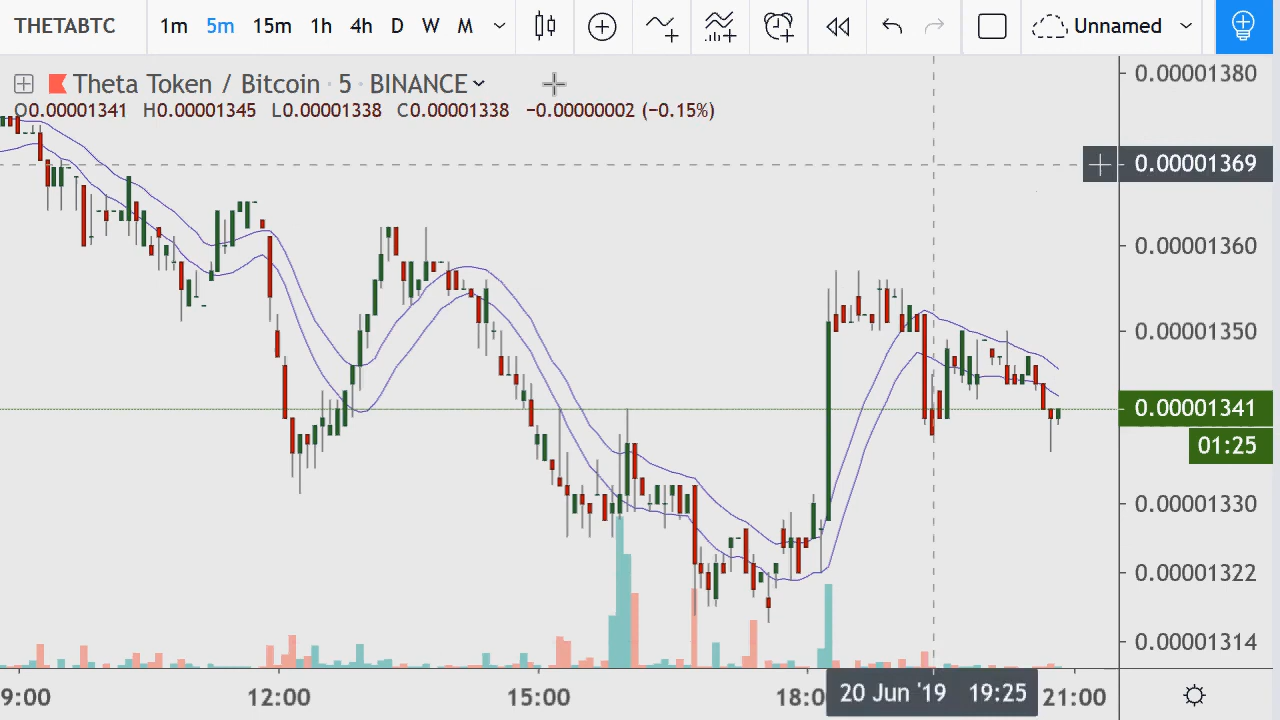 THETABTC 1m 5m 15m 1h 4h D W M Unnamed
Theta Token / Bitcoin · 5 · BINANCE
O0.00001341 H0.00001345 L0.00001338 C0.00001338 −0.00000002 (−0.15%)
0.00001380
0.00001369
0.00001360
0.00001350
0.00001341
01:25
0.00001330
0.00001322
0.00001314
9:00 12:00 15:00 18:0 20 Jun '19 19:25 21:00